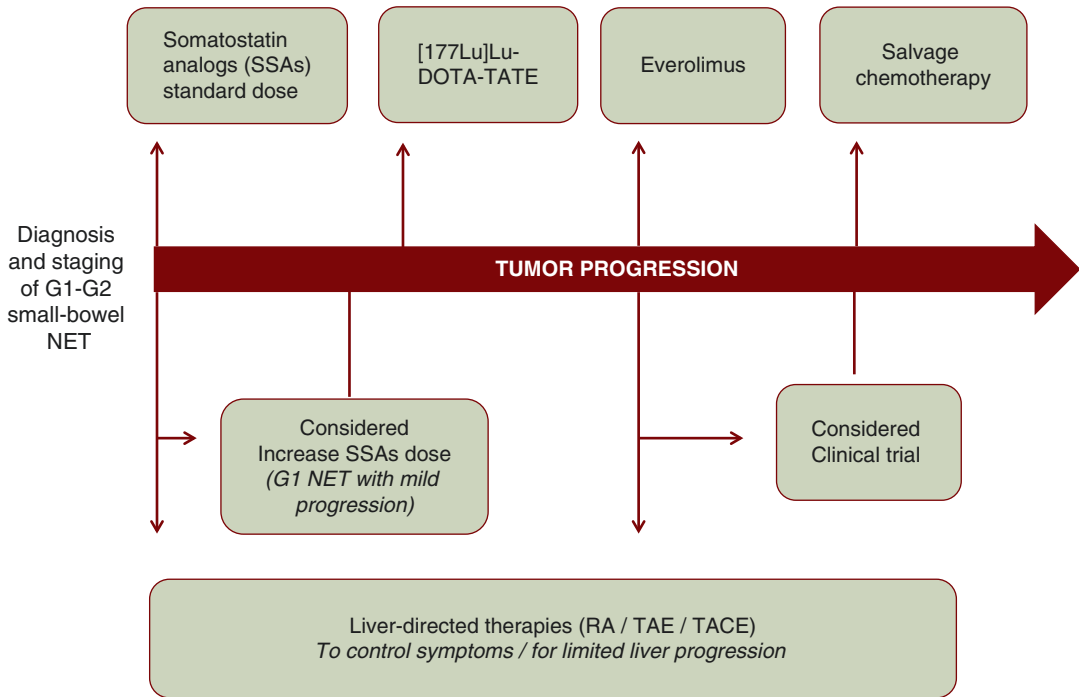 Somatostatin
analogs (SSAs)
standard dose
[177Lu]Lu-
DOTA-TATE
Everolimus
Salvage
chemotherapy
Diagnosis
and staging
of G1-G2
small-bowel
NET
TUMOR PROGRESSION
Considered
Increase SSAs dose
(G1 NET with mild
progression)
Considered
Clinical trial
Liver-directed therapies (RA / TAE / TACE)
To control symptoms / for limited liver progression